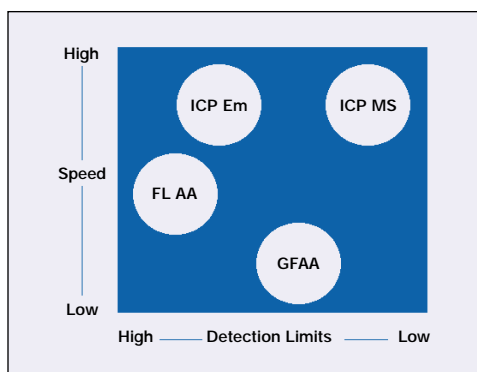 High
ICP Em
ICP MS
Speed
FL AA
GFAA
Low
High
Detection Limits
Low